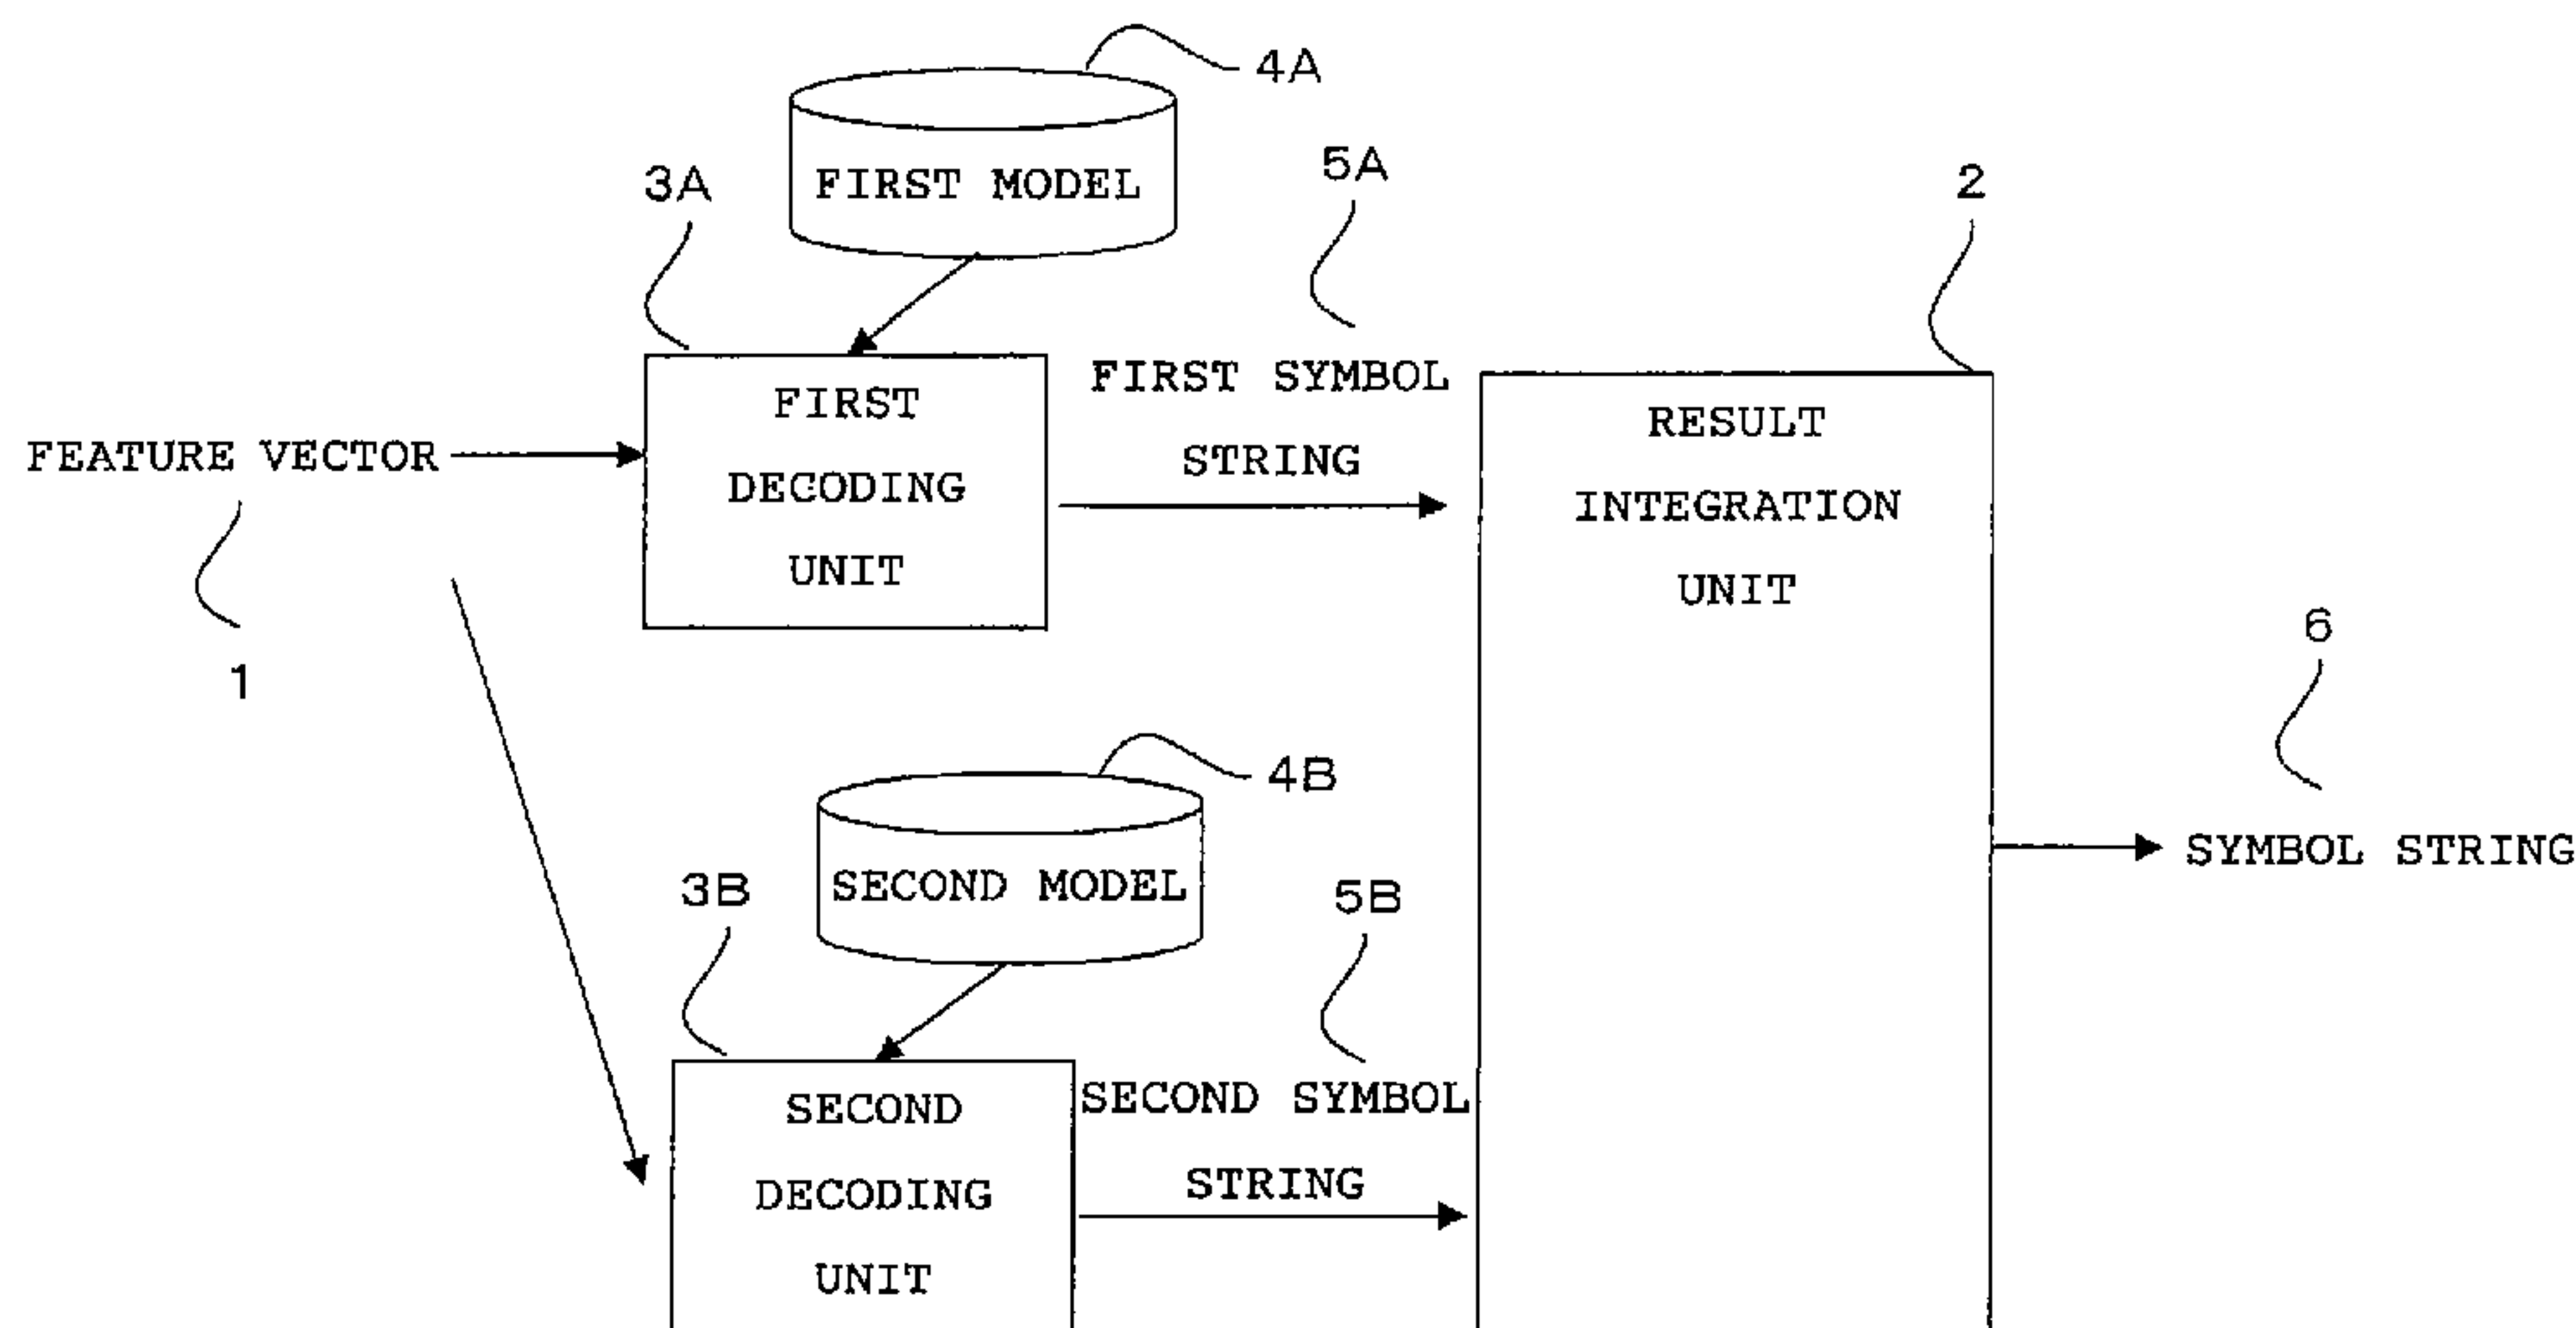 4A
FIRST MODEL
3A
5A
2
FEATURE VECTOR
1
FIRST
DECODING
UNIT
FIRST SYMBOL
STRING
RESULT
INTEGRATION
UNIT
6
SYMBOL STRING
4B
SECOND MODEL
3B
5B
SECOND
DECODING
UNIT
SECOND SYMBOL
STRING